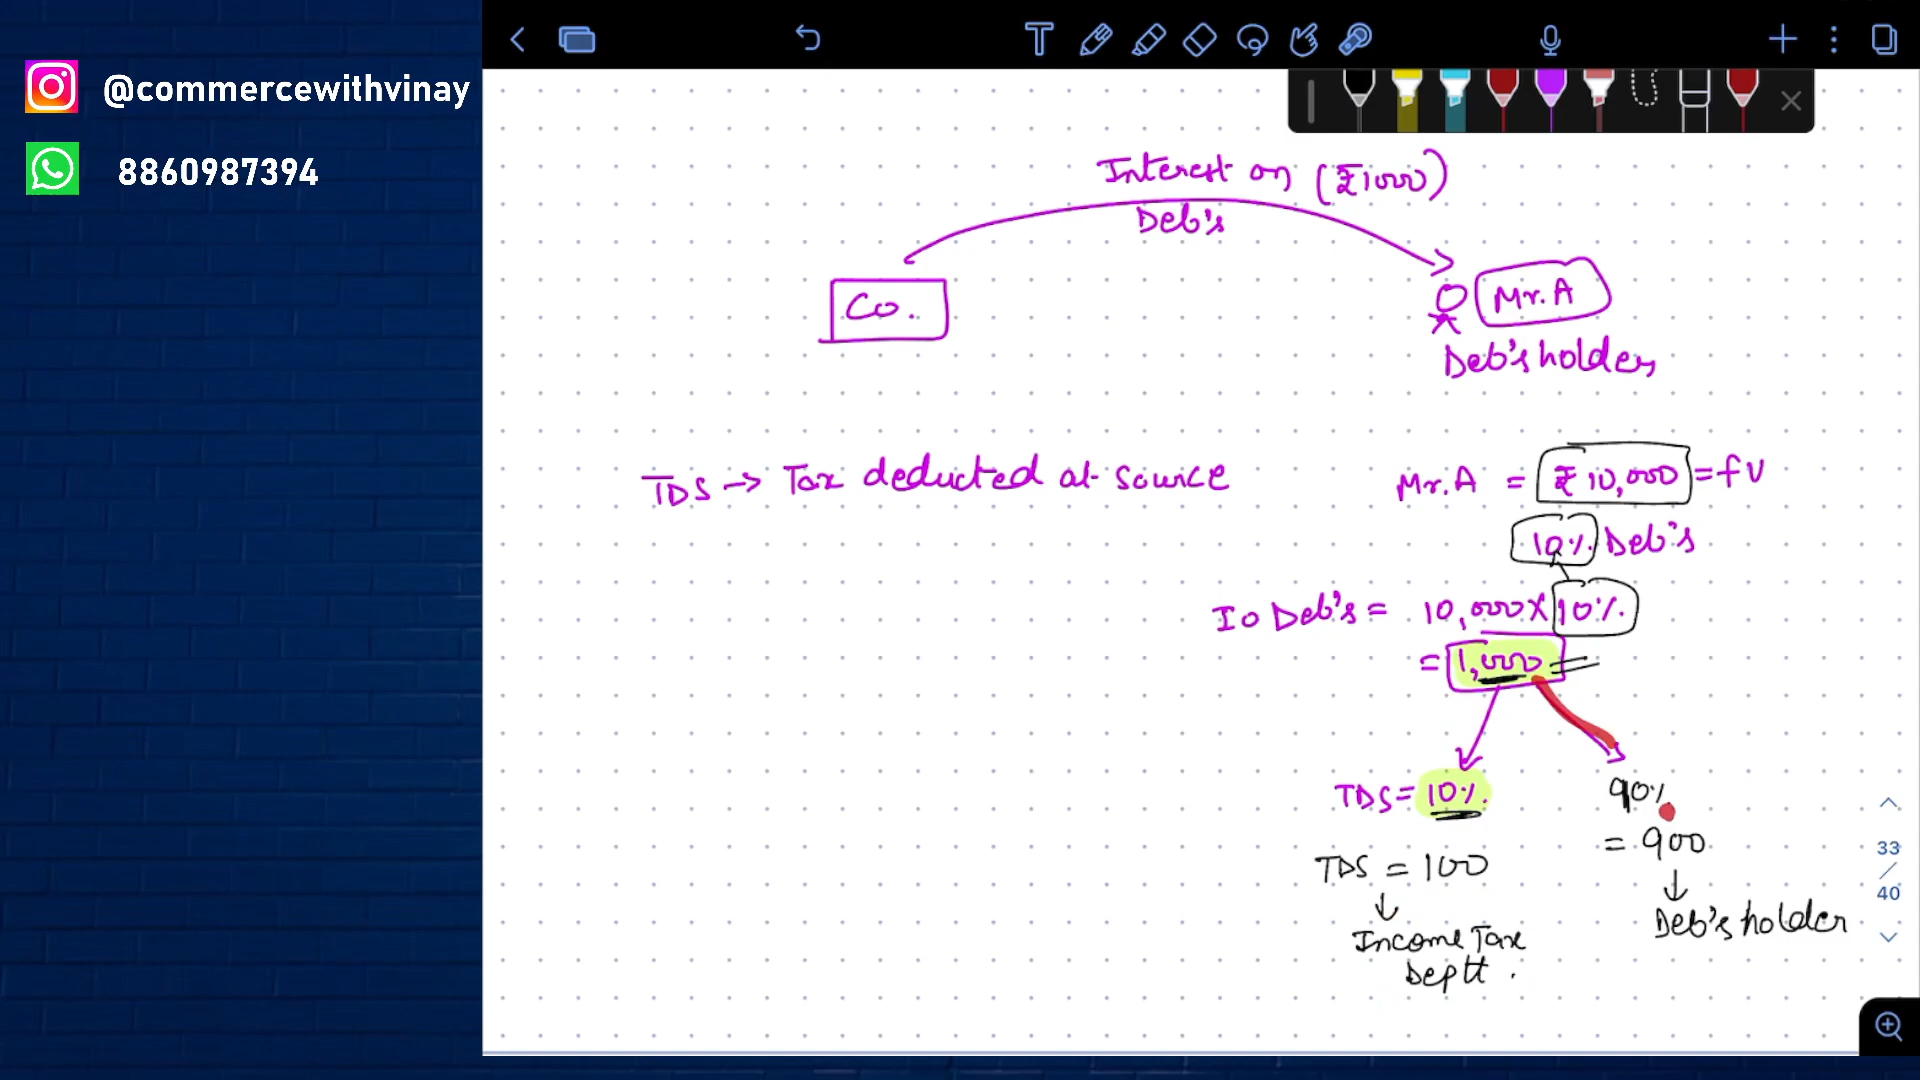 @commercewithvinay
8860987394
Interest on (₹1000)
Deb's
Co.
Mr. A
Deb's holder
TDS → Tax deducted at source
Mr. A = ₹10,000 = fv
10% Deb's
Io Deb's = 10,000 X 10%
= 1,000
TDS = 10%
90%
= 900
TDS = 100
↓
↓
Deb's holder
Income Tax
Deptt.
33
/
40